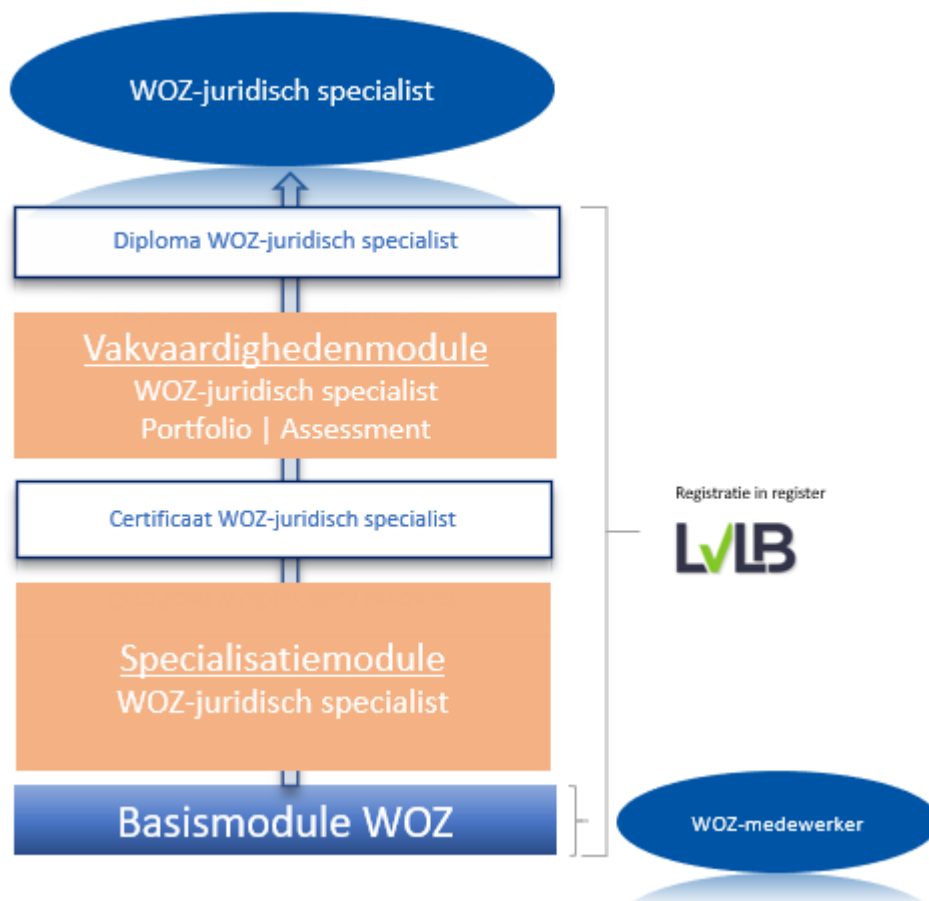 WOZ-juridisch specialist
Diploma WOZ-juridisch specialist
Vakvaardighedenmodule
WOZ-juridisch specialist
Portfolio | Assessment
Certificaat WOZ-juridisch specialist
Registratie in register
LVLB
Specialisatiemodule
WOZ-juridisch specialist
Basismodule WOZ
WOZ-medewerker